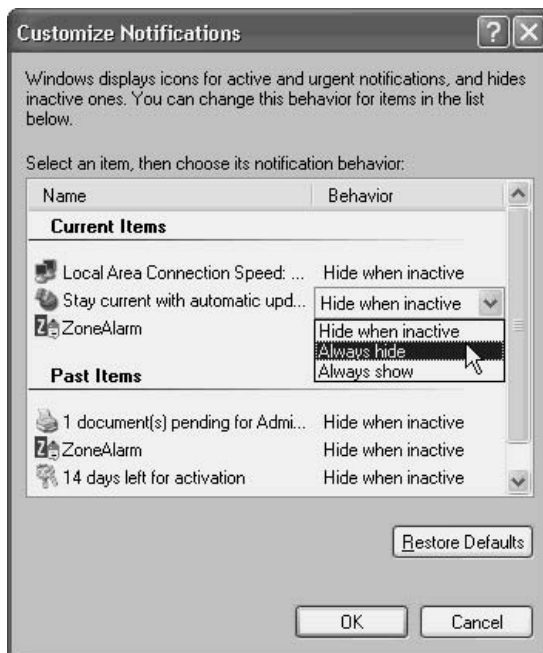 Customize Notifications
Windows displays icons for active and urgent notifications, and hides
inactive ones. You can change this behavior for items in the list
below.
Select an item, then choose its notification behavior:
Name Behavior
Current Items
Local Area Connection Speed: ... Hide when inactive
Stay current with automatic upd... Hide when inactive
ZoneAlarm Hide when inactive
Always hide
Always show
Past Items
1 document(s) pending for Admi... Hide when inactive
ZoneAlarm Hide when inactive
14 days left for activation Hide when inactive
Restore Defaults
OK Cancel